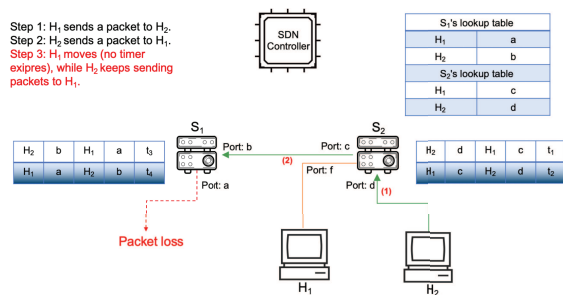 Step 1: H₁ sends a packet to H₂.
Step 2: H₂ sends a packet to H₁.
Step 3: H₁ moves (no timer
exipres), while H₂ keeps sending
packets to H₁.
SDN
Controller
S₁'s lookup table
H₁ a
H₂ b
S₂'s lookup table
H₁ c
H₂ d
S₁
S₂
H₂ b H₁ a t₃
H₁ a H₂ b t₄
Port: b
Port: c
(2)
Port: f
Port: a
Port: d
(1)
H₂ d H₁ c t₁
H₁ c H₂ d t₂
Packet loss
H₁
H₂